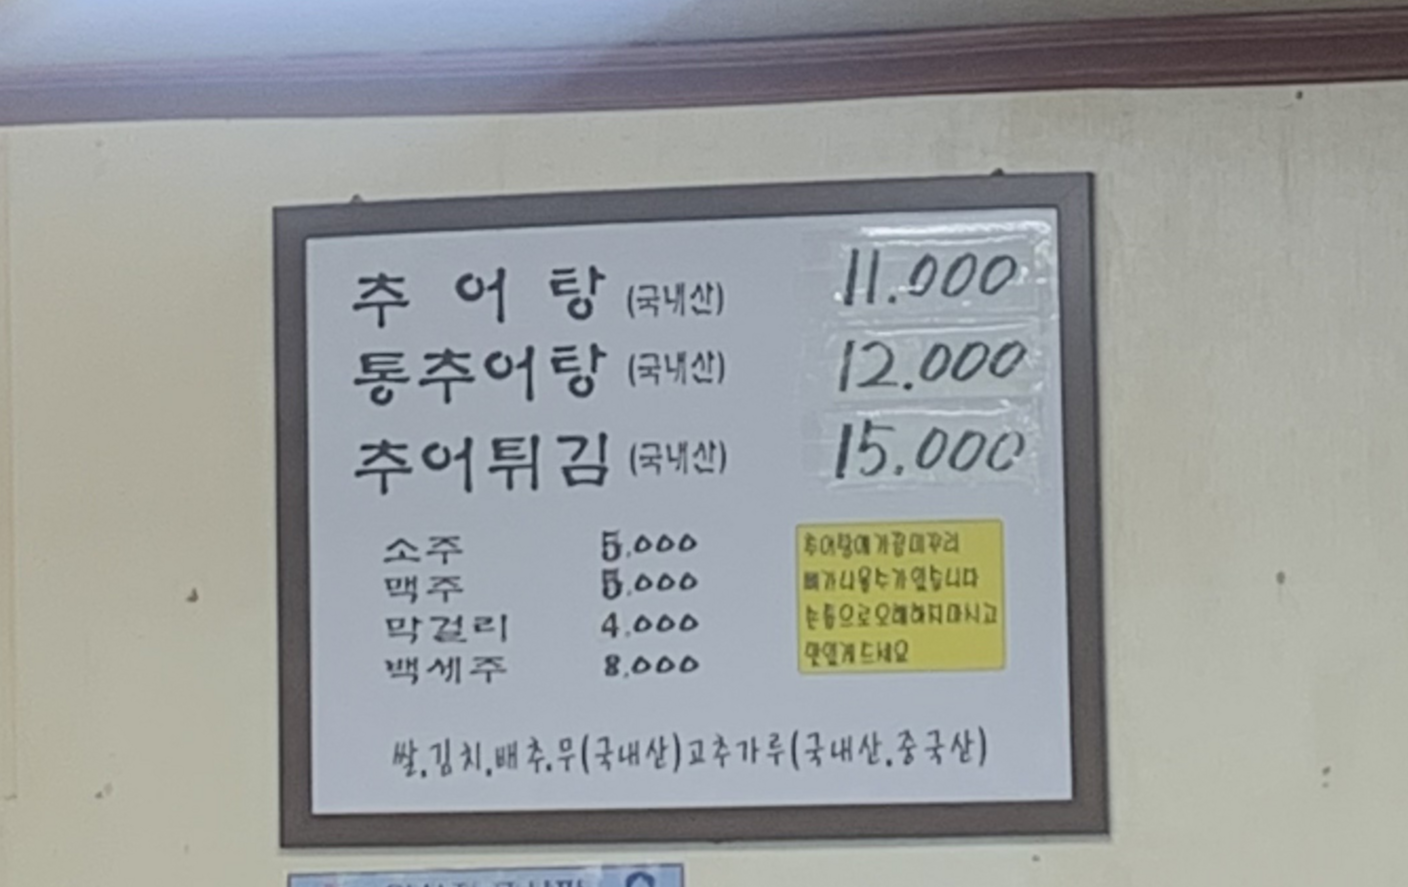 추어탕 (국내산) 11.000
통추어탕 (국내산) 12.000
추어튀김 (국내산) 15.000
소주 5.000
맥주 5.000
막걸리 4.000
백세주 8.000
추어탕에 가끔 미꾸리
뼈가 나올수가 있습니다
손톱으로 오해하지 마시고
맛있게 드세요
쌀.김치.배추.무(국내산)고추가루(국내산.중국산)